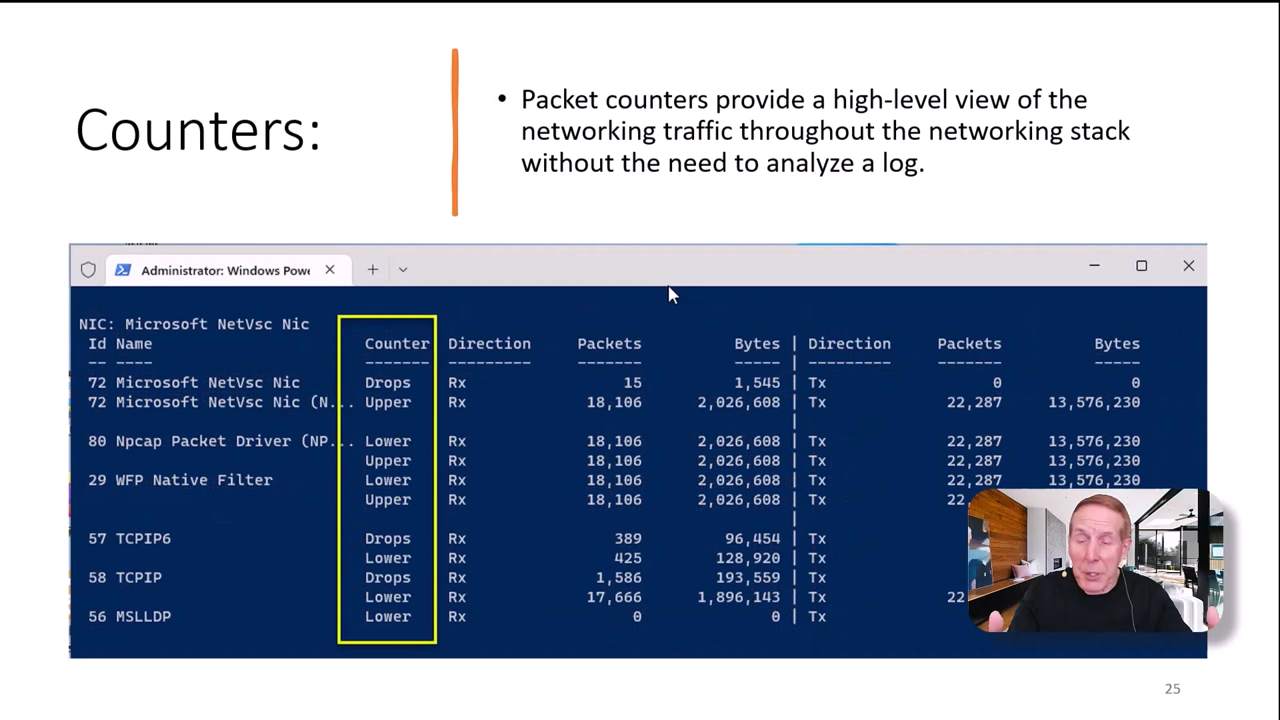 Counters:
• Packet counters provide a high-level view of the
networking traffic throughout the networking stack
without the need to analyze a log.
Administrator: Windows Powe
NIC: Microsoft NetVsc Nic
Id Name Counter Direction Packets Bytes | Direction Packets Bytes
-- ---- ------- --------- ------- ----- | --------- ------- -----
72 Microsoft NetVsc Nic Drops Rx 15 1,545 | Tx 0 0
72 Microsoft NetVsc Nic (N... Upper Rx 18,106 2,026,608 | Tx 22,287 13,576,230
|
80 Npcap Packet Driver (NP... Lower Rx 18,106 2,026,608 | Tx 22,287 13,576,230
Upper Rx 18,106 2,026,608 | Tx 22,287 13,576,230
29 WFP Native Filter Lower Rx 18,106 2,026,608 | Tx 22,287 13,576,230
Upper Rx 18,106 2,026,608 | Tx 22
|
57 TCPIP6 Drops Rx 389 96,454 | Tx
Lower Rx 425 128,920 | Tx
58 TCPIP Drops Rx 1,586 193,559 | Tx
Lower Rx 17,666 1,896,143 | Tx 22
56 MSLLDP Lower Rx 0 0 | Tx
25